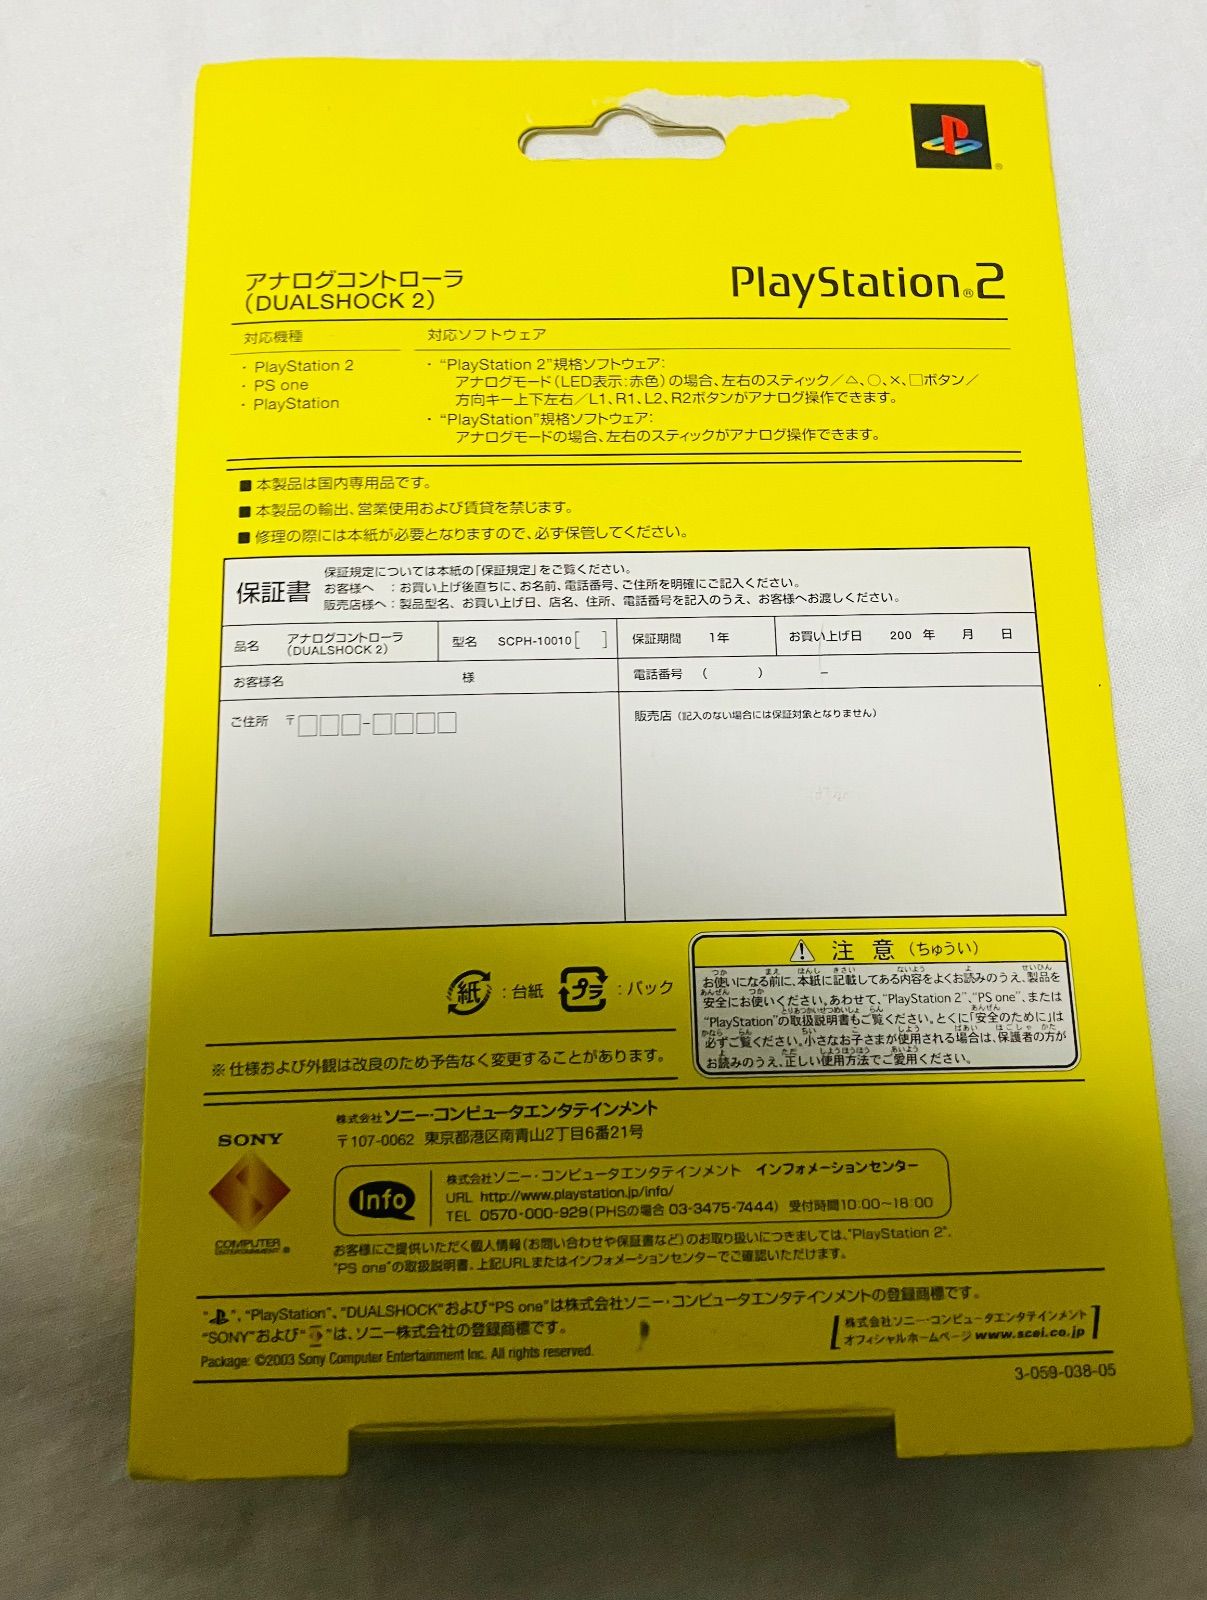 アナログコントローラ
(DUALSHOCK 2)
PlayStation®2
対応機種
・PlayStation 2
・PS one
・PlayStation
対応ソフトウェア
・“PlayStation 2”規格ソフトウェア:
アナログモード(LED表示:赤色)の場合、左右のスティック/△、○、×、□ボタン/
方向キー上下左右/L1、R1、L2、R2ボタンがアナログ操作できます。
・“PlayStation”規格ソフトウェア:
アナログモードの場合、左右のスティックがアナログ操作できます。
■本製品は国内専用品です。
■本製品の輸出、営業使用および賃貸を禁じます。
■修理の際には本紙が必要となりますので、必ず保管してください。
保証書
保証規定については本紙の「保証規定」をご覧ください。
お客様へ :お買い上げ後直ちに、お名前、電話番号、ご住所を明確にご記入ください。
販売店様へ:製品型名、お買い上げ日、店名、住所、電話番号を記入のうえ、お客様へお渡しください。
品名 アナログコントローラ
(DUALSHOCK 2)
型名 SCPH-10010[ ]
保証期間 1年
お買い上げ日 200 年 月 日
お客様名 様
電話番号 ( ) –
ご住所 〒□□□-□□□□
販売店(記入のない場合には保証対象となりません)
紙:台紙 プラ:パック
※仕様および外観は改良のため予告なく変更することがあります。
⚠注意(ちゅうい)
お使いになる前に、本紙に記載してある内容をよくお読みのうえ、製品を
安全にお使いください。あわせて、“PlayStation 2”、“PS one”、または
“PlayStation”の取扱説明書もご覧ください。とくに「安全のために」は
必ずご覧ください。小さなお子さまが使用される場合は、保護者の方が
お読みのうえ、正しい使用方法でご愛用ください。
SONY
COMPUTER
ENTERTAINMENT®
株式会社ソニー・コンピュータエンタテインメント
〒107-0062 東京都港区南青山2丁目6番21号
Info
株式会社ソニー・コンピュータエンタテインメント インフォメーションセンター
URL http://www.playstation.jp/info/
TEL 0570-000-929(PHSの場合 03-3475-7444) 受付時間10:00~18:00
お客様にご提供いただく個人情報(お問い合わせや保証書など)のお取り扱いにつきましては、“PlayStation 2”、
“PS one”の取扱説明書、上記URLまたはインフォメーションセンターでご確認いただけます。
“ ”、“PlayStation”、“DUALSHOCK”および“PS one”は株式会社ソニー・コンピュータエンタテインメントの登録商標です。
“SONY”および“ ”は、ソニー株式会社の登録商標です。
Package: ©2003 Sony Computer Entertainment Inc. All rights reserved.
株式会社ソニー・コンピュータエンタテインメント
オフィシャルホームページ www.scei.co.jp
3-059-038-05